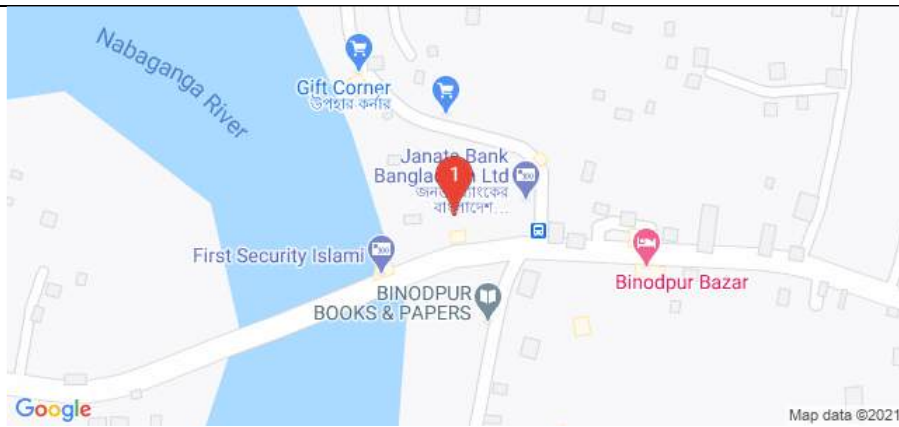 Nabaganga River
Gift Corner
উপহার কর্নার
Janata Bank
Ltd
বাংলাদেশ...
1
First Security Islami
BINODPUR
BOOKS & PAPERS
Binodpur Bazar
Google
Map data ©2021